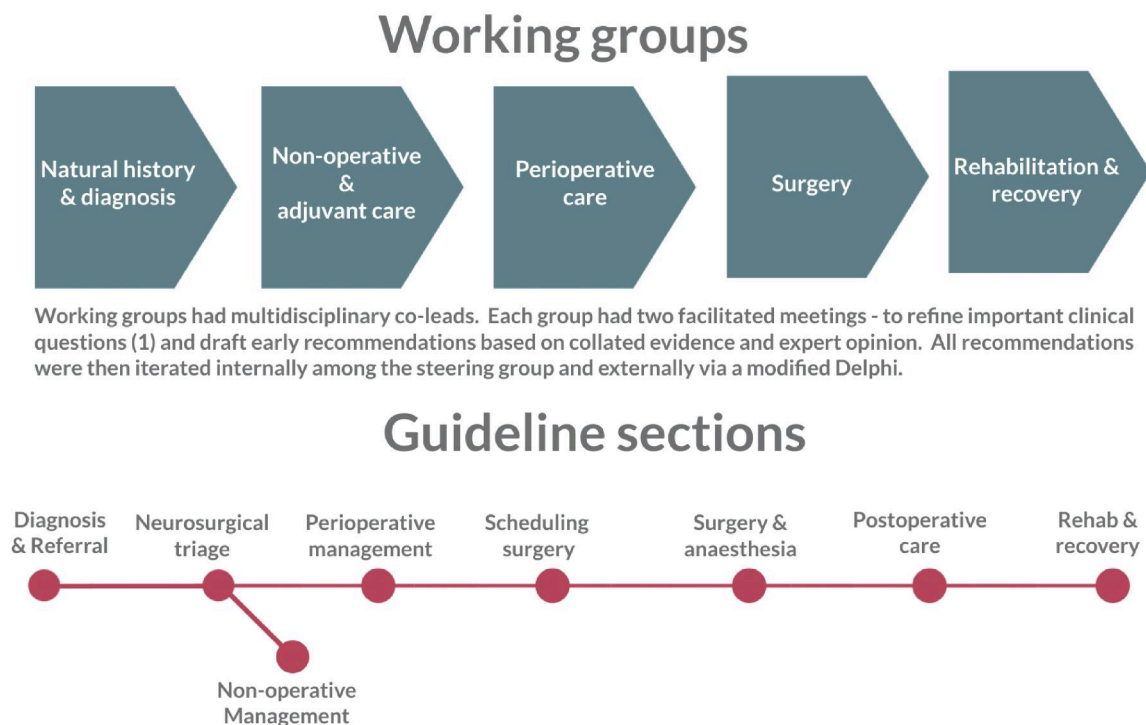 Working groups
Natural history
& diagnosis
Non-operative
&
adjuvant care
Perioperative
care
Surgery
Rehabilitation &
recovery
Working groups had multidisciplinary co-leads.  Each group had two facilitated meetings - to refine important clinical
questions (1) and draft early recommendations based on collated evidence and expert opinion.  All recommendations
were then iterated internally among the steering group and externally via a modified Delphi.
Guideline sections
Diagnosis
& Referral
Neurosurgical
triage
Perioperative
management
Scheduling
surgery
Surgery &
anaesthesia
Postoperative
care
Rehab &
recovery
Non-operative
Management